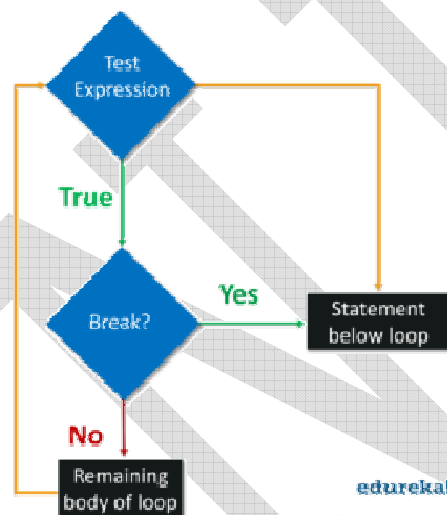 Test
Expression
True
Break?
Yes
Statement
below loop
No
Remaining
body of loop
edureka!